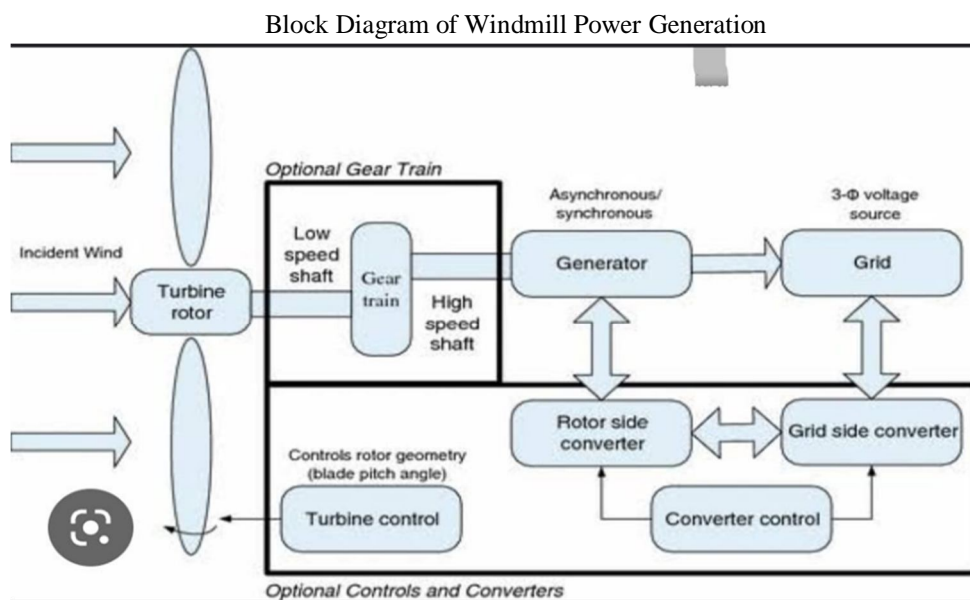 Block Diagram of Windmill Power Generation
Optional Gear Train
Asynchronous/
synchronous
3-Φ voltage
source
Incident Wind
Low
speed
shaft
Gear
train
High
speed
shaft
Generator
Grid
Turbine
rotor
Rotor side
converter
Grid side converter
Controls rotor geometry
(blade pitch angle)
Turbine control
Converter control
Optional Controls and Converters